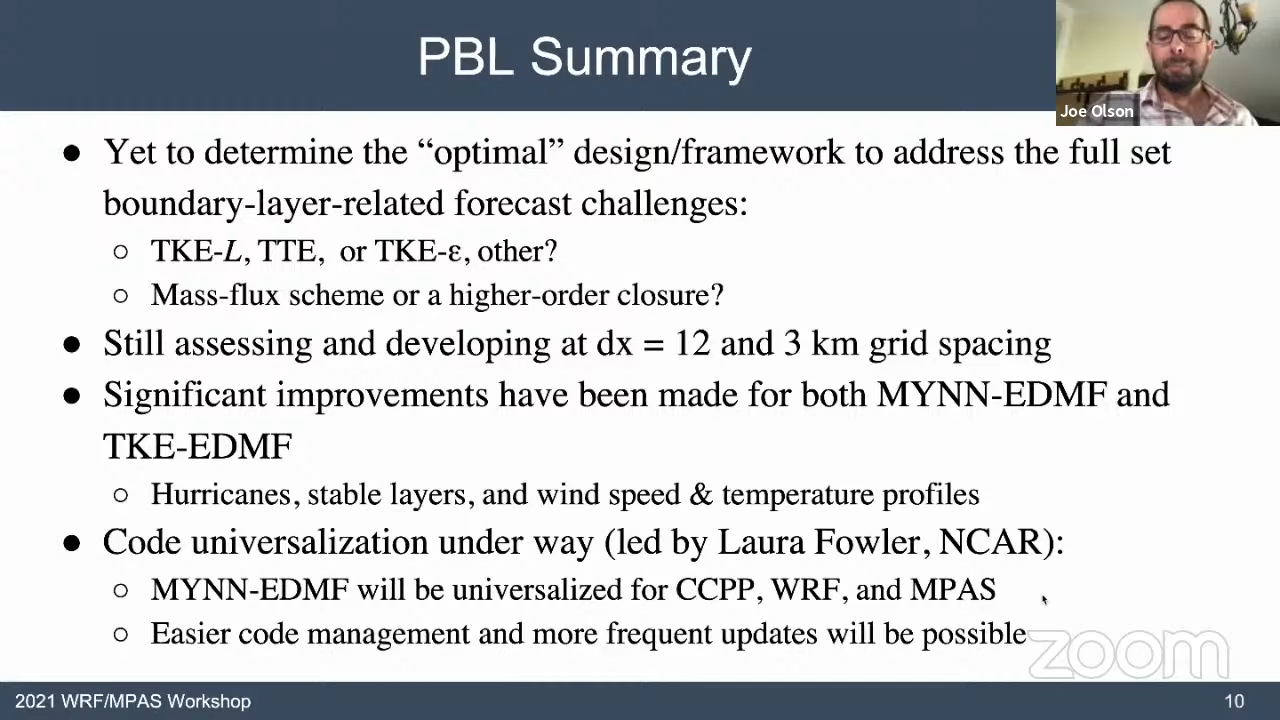 PBL Summary
Joe Olson
● Yet to determine the “optimal” design/framework to address the full set
boundary-layer-related forecast challenges:
○ TKE-L, TTE, or TKE-ε, other?
○ Mass-flux scheme or a higher-order closure?
● Still assessing and developing at dx = 12 and 3 km grid spacing
● Significant improvements have been made for both MYNN-EDMF and
TKE-EDMF
○ Hurricanes, stable layers, and wind speed & temperature profiles
● Code universalization under way (led by Laura Fowler, NCAR):
○ MYNN-EDMF will be universalized for CCPP, WRF, and MPAS
○ Easier code management and more frequent updates will be possible
zoom
2021 WRF/MPAS Workshop
10